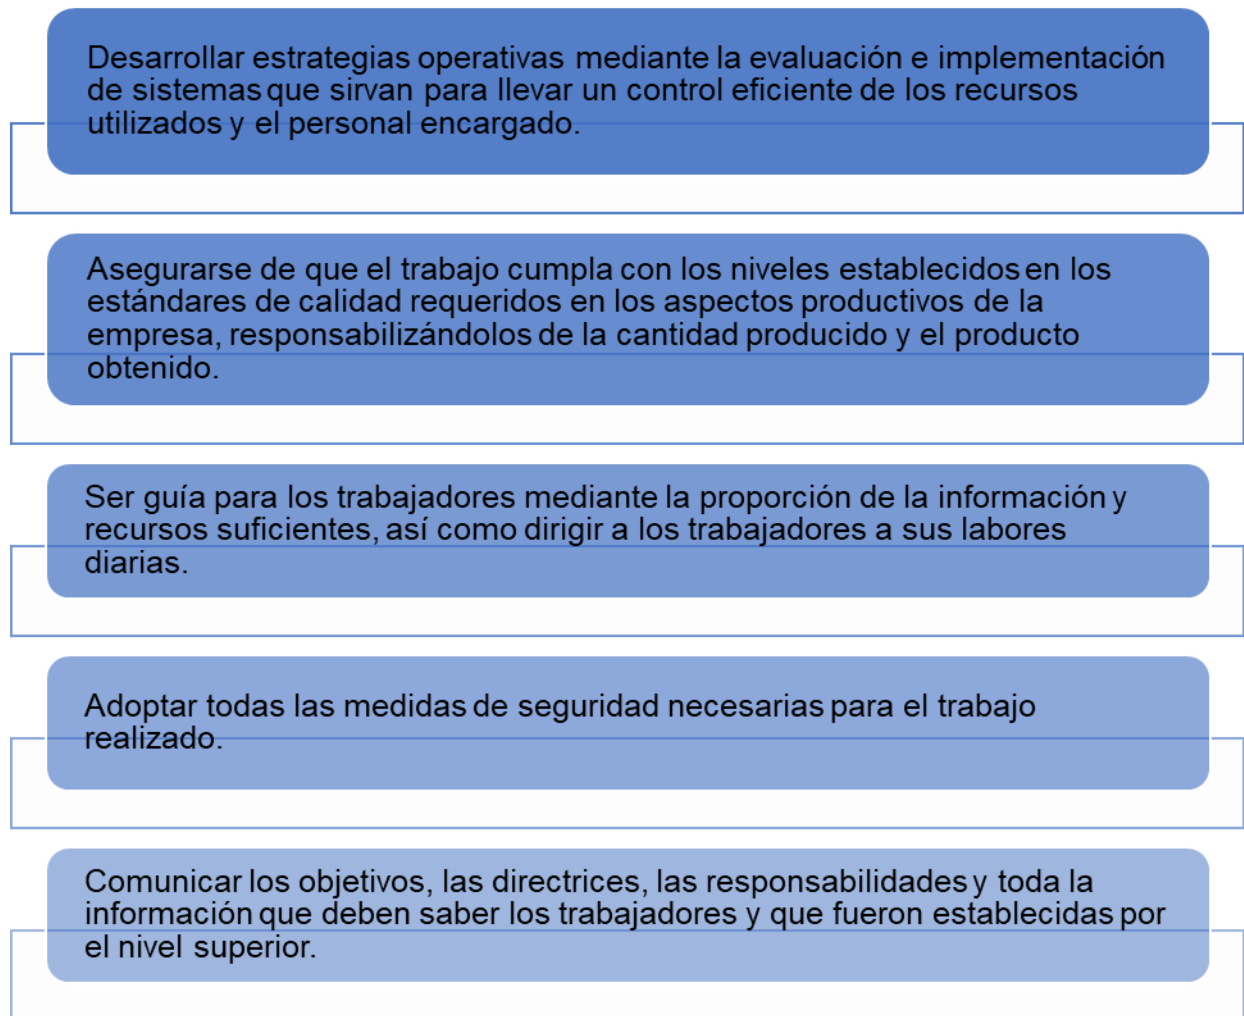 Desarrollar estrategias operativas mediante la evaluación e implementación
de sistemas que sirvan para llevar un control eficiente de los recursos
utilizados y el personal encargado.
Asegurarse de que el trabajo cumpla con los niveles establecidos en los
estándares de calidad requeridos en los aspectos productivos de la
empresa, responsabilizándolos de la cantidad producido y el producto
obtenido.
Ser guía para los trabajadores mediante la proporción de la información y
recursos suficientes, así como dirigir a los trabajadores a sus labores
diarias.
Adoptar todas las medidas de seguridad necesarias para el trabajo
realizado.
Comunicar los objetivos, las directrices, las responsabilidades y toda la
información que deben saber los trabajadores y que fueron establecidas por
el nivel superior.